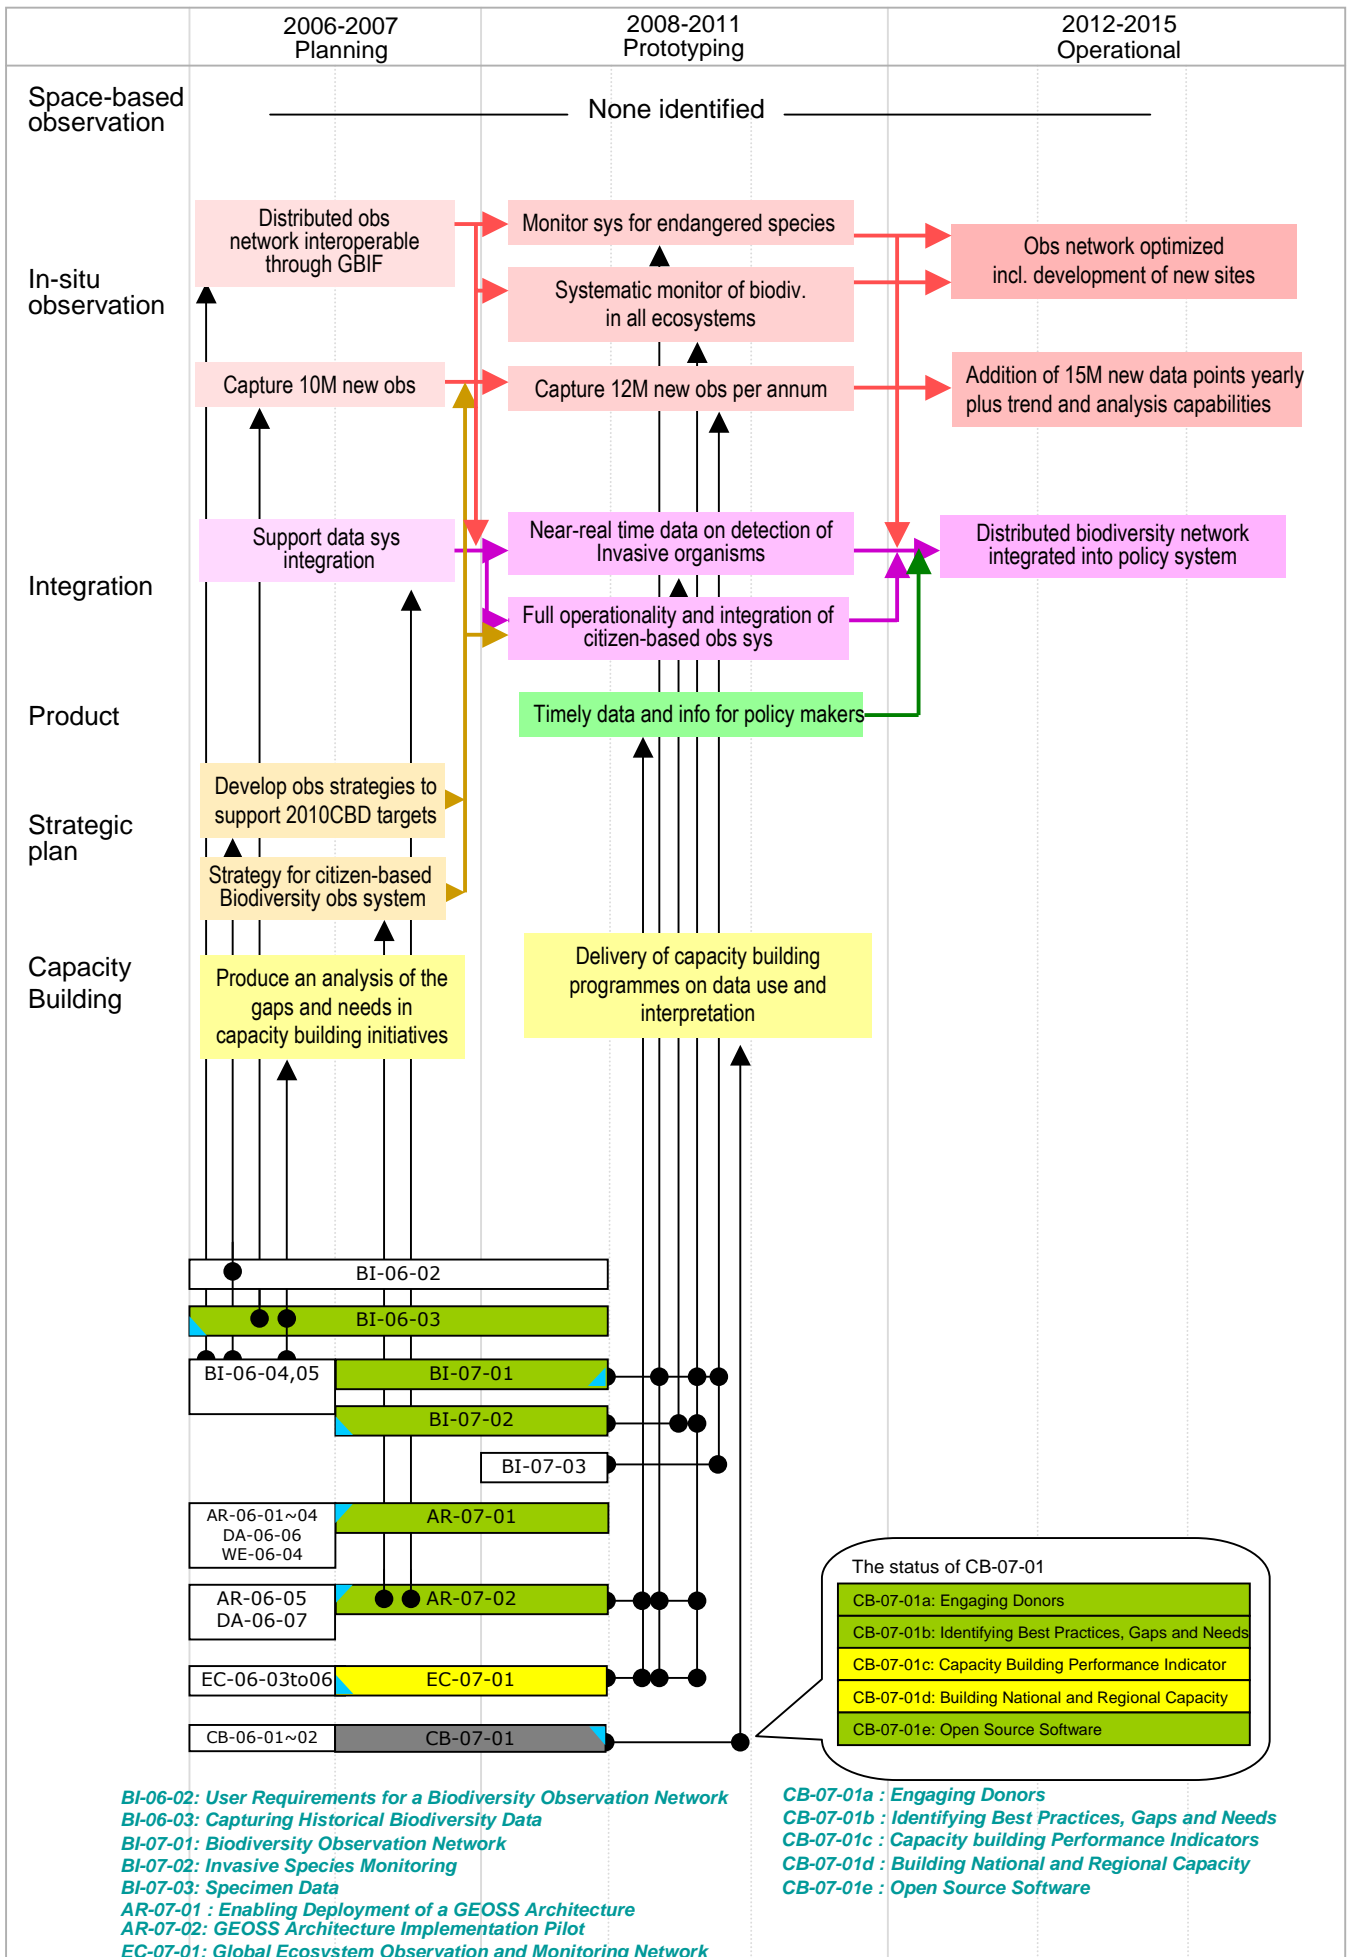 2006-2007
Planning
2008-2011
Prototyping
2012-2015
Operational
Space-based
observation
None identified
In-situ
observation
Distributed obs
network interoperable
through GBIF
Monitor sys for endangered species
Systematic monitor of biodiv.
in all ecosystems
Obs network optimized
incl. development of new sites
Capture 10M new obs
Capture 12M new obs per annum
Addition of 15M new data points yearly
plus trend and analysis capabilities
Integration
Support data sys
integration
Near-real time data on detection of
Invasive organisms
Distributed biodiversity network
integrated into policy system
Full operationality and integration of
citizen-based obs sys
Product
Timely data and info for policy makers
Strategic
plan
Develop obs strategies to
support 2010CBD targets
Strategy for citizen-based
Biodiversity obs system
Capacity
Building
Produce an analysis of the
gaps and needs in
capacity building initiatives
Delivery of capacity building
programmes on data use and
interpretation
BI-06-02
BI-06-03
BI-06-04,05
BI-07-01
BI-07-02
BI-07-03
AR-06-01~04
DA-06-06
WE-06-04
AR-07-01
AR-06-05
DA-06-07
AR-07-02
EC-06-03to06
EC-07-01
CB-06-01~02
CB-07-01
The status of CB-07-01
CB-07-01a: Engaging Donors
CB-07-01b: Identifying Best Practices, Gaps and Needs
CB-07-01c: Capacity Building Performance Indicator
CB-07-01d: Building National and Regional Capacity
CB-07-01e: Open Source Software
BI-06-02: User Requirements for a Biodiversity Observation Network
BI-06-03: Capturing Historical Biodiversity Data
BI-07-01: Biodiversity Observation Network
BI-07-02: Invasive Species Monitoring
BI-07-03: Specimen Data
AR-07-01 : Enabling Deployment of a GEOSS Architecture
AR-07-02: GEOSS Architecture Implementation Pilot
EC-07-01: Global Ecosystem Observation and Monitoring Network
CB-07-01a : Engaging Donors
CB-07-01b : Identifying Best Practices, Gaps and Needs
CB-07-01c : Capacity building Performance Indicators
CB-07-01d : Building National and Regional Capacity
CB-07-01e : Open Source Software